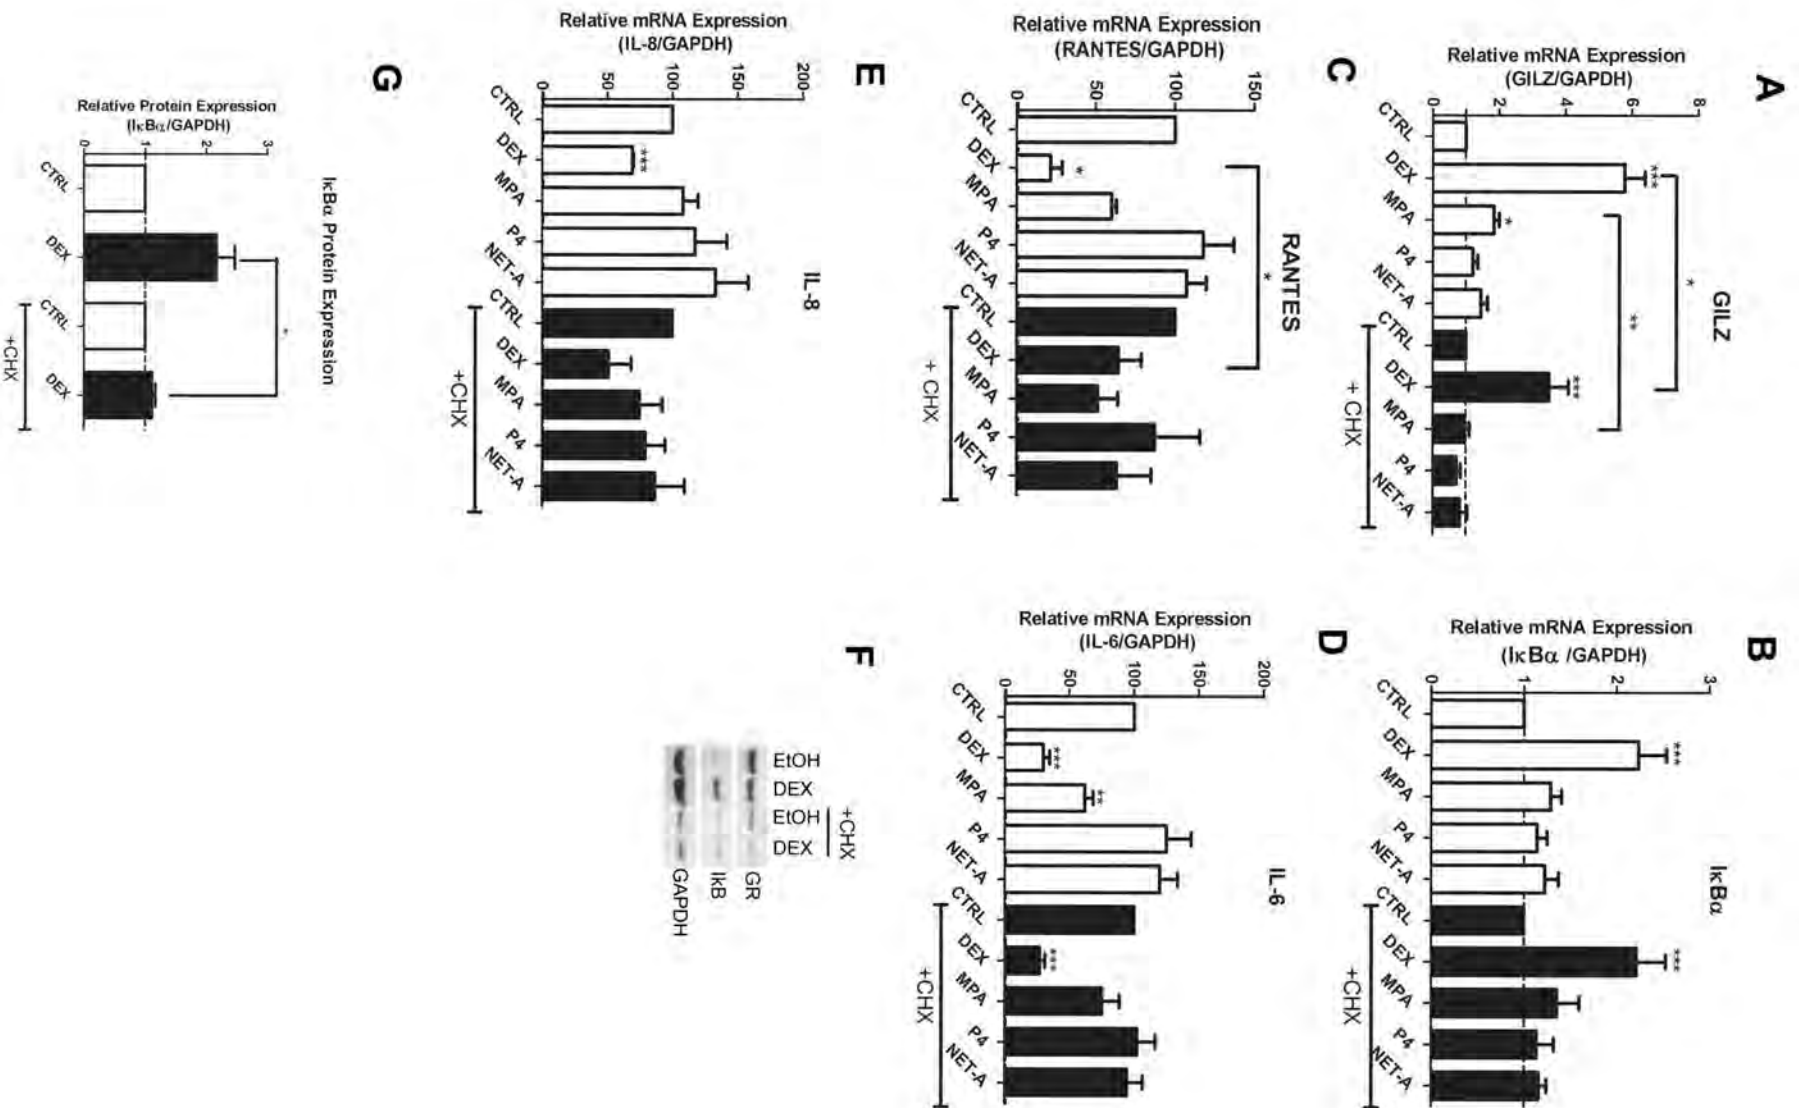 A
GILZ
Relative mRNA Expression
(GILZ/GAPDH)
0 2 4 6 8
*** * *** * **
CTRL DEX MPA P4 NET-A CTRL DEX MPA P4 NET-A
+ CHX
B
IκBα
Relative mRNA Expression
(IκBα /GAPDH)
0 1 2 3
*** ***
CTRL DEX MPA P4 NET-A CTRL DEX MPA P4 NET-A
+CHX
C
RANTES
Relative mRNA Expression
(RANTES/GAPDH)
0 50 100 150
* *
CTRL DEX MPA P4 NET-A CTRL DEX MPA P4 NET-A
+ CHX
D
IL-6
Relative mRNA Expression
(IL-6/GAPDH)
0 50 100 150 200
*** ** ***
CTRL DEX MPA P4 NET-A CTRL DEX MPA P4 NET-A
+CHX
E
IL-8
Relative mRNA Expression
(IL-8/GAPDH)
0 50 100 150 200
***
CTRL DEX MPA P4 NET-A CTRL DEX MPA P4 NET-A
+CHX
F
+CHX
EtOH DEX EtOH DEX
GR
IkB
GAPDH
G
IκBα Protein Expression
Relative Protein Expression
(IκBα/GAPDH)
0 1 2 3
*
CTRL DEX CTRL DEX
+CHX